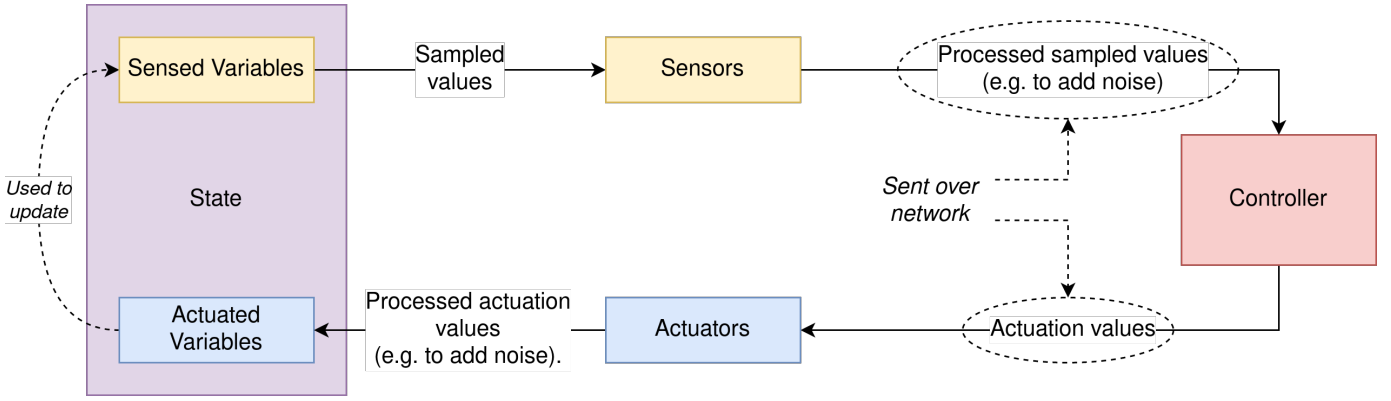 Sensed Variables
Sampled
values
Sensors
Processed sampled values
(e.g. to add noise)
Used to
update
State
Sent over
network
Controller
Actuated
Variables
Processed actuation
values
(e.g. to add noise).
Actuators
Actuation values